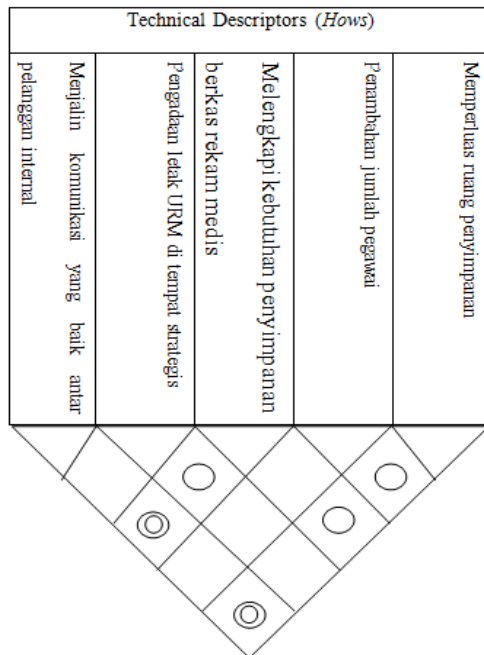 Technical Descriptors (Hows)
Menjalin komunikasi yang baik antar
pelanggan internal
Pengadaan letak URM di tempat strategis
Melengkapi kebutuhan penyimpanan
berkas rekam medis
Penambahan jumlah pegawai
Memperluas ruang penyimpanan